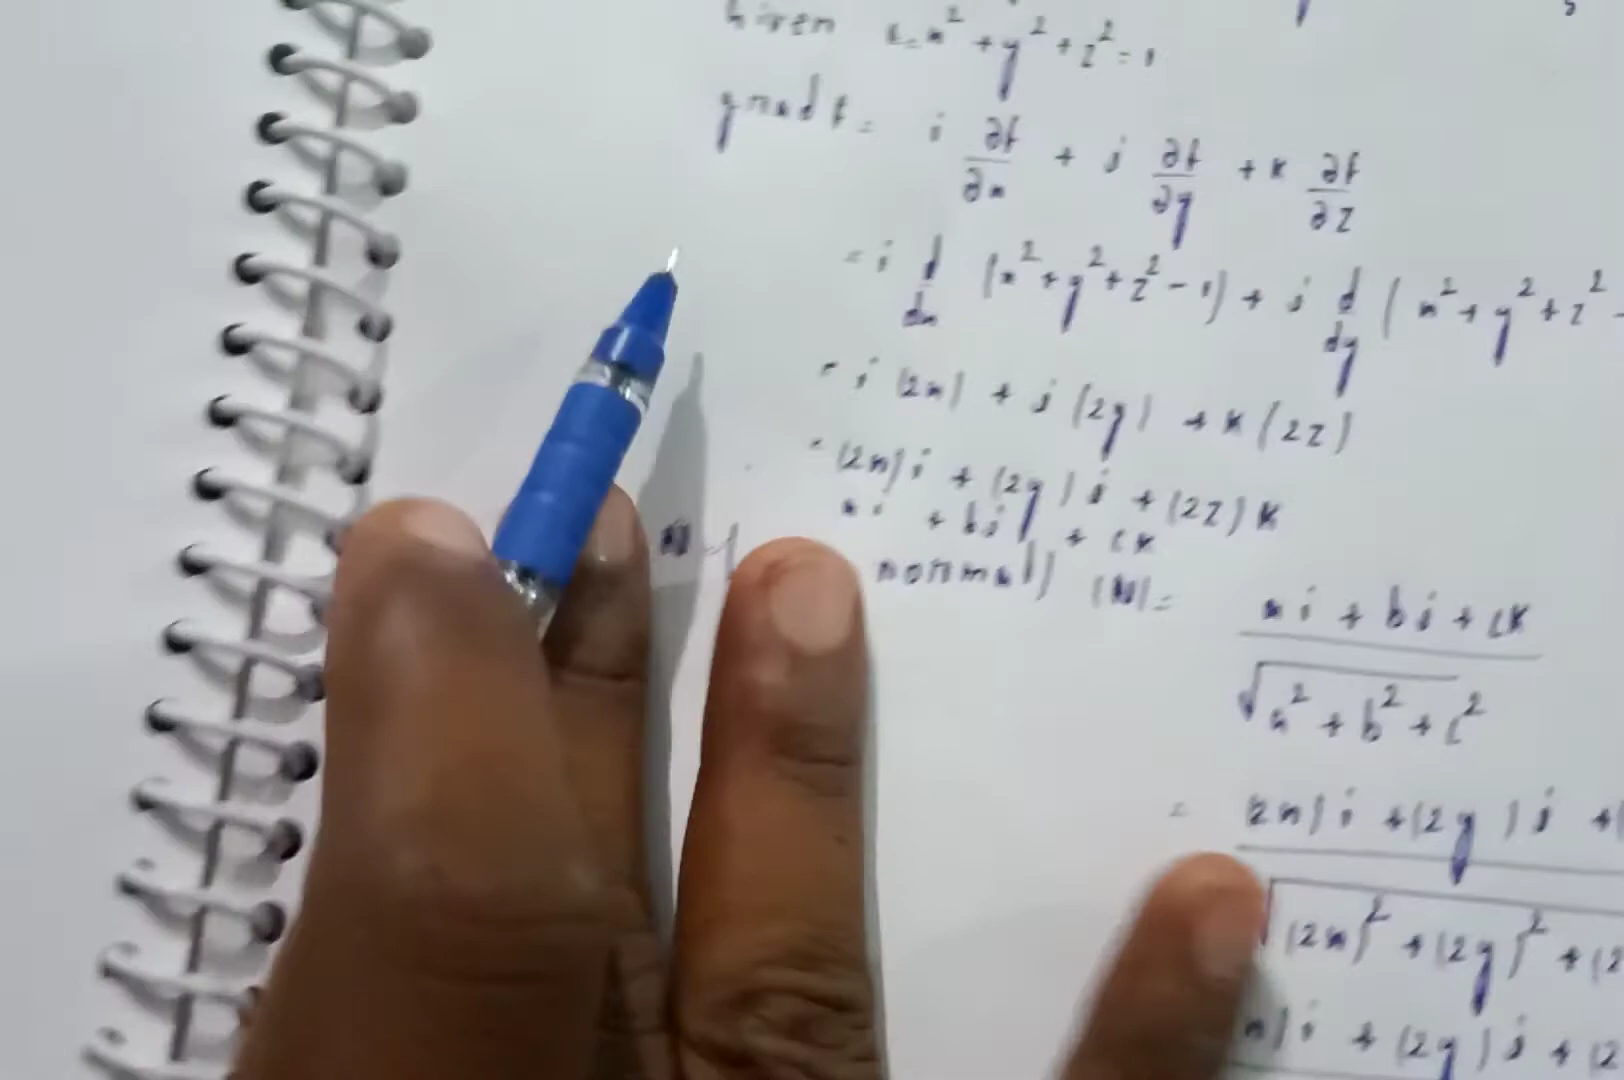 Given x² + y² + z² = 1
grad f = i ∂f/∂x + j ∂f/∂y + k ∂f/∂z
= i d/dx (x² + y² + z² - 1) + j d/dy (x² + y² + z² -
= i (2x) + j (2y) + k (2z)
= (2x) i + (2y) j + (2z) k
ai + bj + ck
normal) |N| = ai + bj + ck / √a² + b² + c²
= 2x) i + (2y) j + (
√(2x)² + (2y)² + (2
x) i + (2y) j + (2